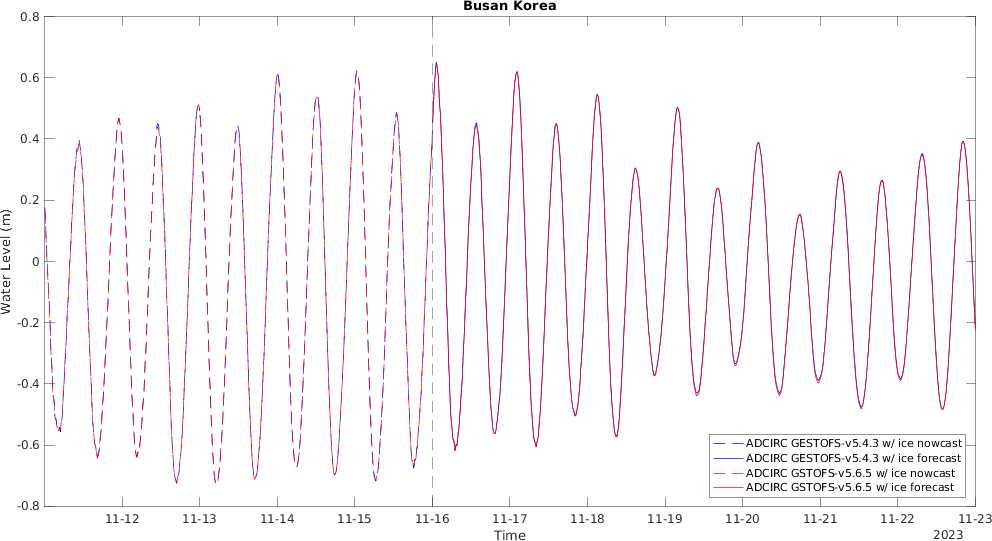 Busan Korea
Water Level (m)
0.8
0.6
0.4
0.2
0
-0.2
-0.4
-0.6
-0.8
ADCIRC GESTOFS-v5.4.3 w/ ice nowcast
ADCIRC GESTOFS-v5.4.3 w/ ice forecast
ADCIRC GSTOFS-v5.6.5 w/ ice nowcast
ADCIRC GSTOFS-v5.6.5 w/ ice forecast
11-12 11-13 11-14 11-15 11-16 11-17 11-18 11-19 11-20 11-21 11-22 11-23
Time
2023